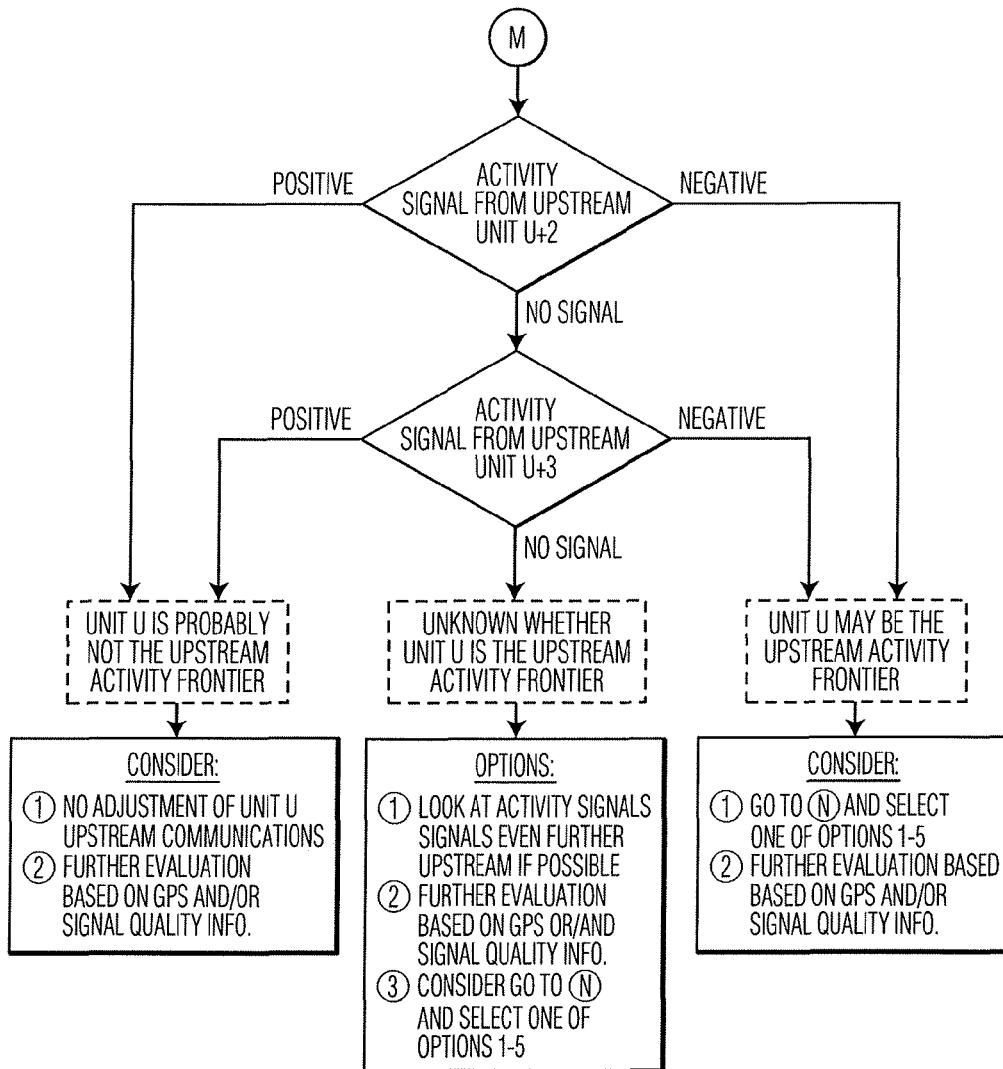 M
ACTIVITY
SIGNAL FROM UPSTREAM
UNIT U+2
POSITIVE
NEGATIVE
NO SIGNAL
ACTIVITY
SIGNAL FROM UPSTREAM
UNIT U+3
POSITIVE
NEGATIVE
NO SIGNAL
UNIT U IS PROBABLY
NOT THE UPSTREAM
ACTIVITY FRONTIER
UNKNOWN WHETHER
UNIT U IS THE UPSTREAM
ACTIVITY FRONTIER
UNIT U MAY BE THE
UPSTREAM ACTIVITY
FRONTIER
CONSIDER:
1 NO ADJUSTMENT OF UNIT U
UPSTREAM COMMUNICATIONS
2 FURTHER EVALUATION
BASED ON GPS AND/OR
SIGNAL QUALITY INFO.
OPTIONS:
1 LOOK AT ACTIVITY SIGNALS
SIGNALS EVEN FURTHER
UPSTREAM IF POSSIBLE
2 FURTHER EVALUATION
BASED ON GPS OR/AND
SIGNAL QUALITY INFO.
3 CONSIDER GO TO N
AND SELECT ONE OF
OPTIONS 1-5
CONSIDER:
1 GO TO N AND SELECT
ONE OF OPTIONS 1-5
2 FURTHER EVALUATION BASED
BASED ON GPS AND/OR
SIGNAL QUALITY INFO.